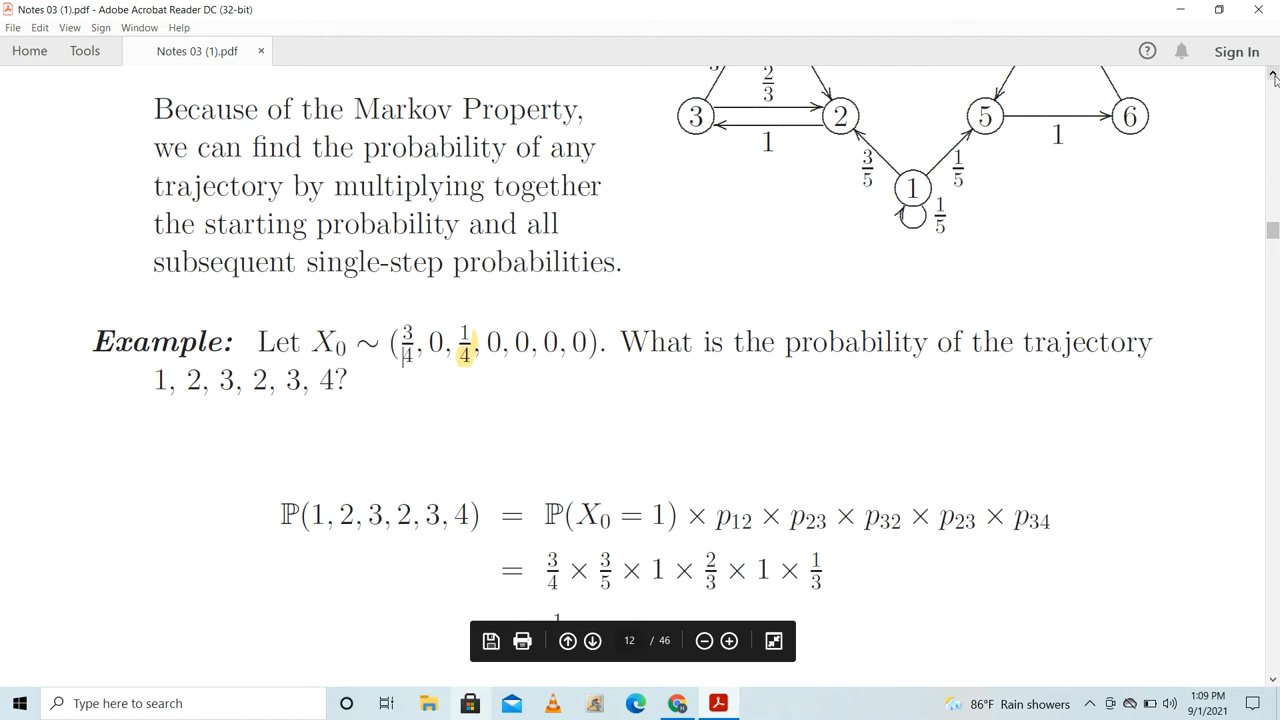 Notes 03 (1).pdf - Adobe Acrobat Reader DC (32-bit)
File Edit View Sign Window Help
Home Tools Notes 03 (1).pdf × Sign In
Because of the Markov Property,
we can find the probability of any
trajectory by multiplying together
the starting probability and all
subsequent single-step probabilities.
2/3
3 2 5 6
1 1
3/5 1/5
1
1/5
Example: Let X₀ ∼ (3/4, 0, 1/4, 0, 0, 0, 0). What is the probability of the trajectory
1, 2, 3, 2, 3, 4?
ℙ(1, 2, 3, 2, 3, 4) = ℙ(X₀ = 1) × p₁₂ × p₂₃ × p₃₂ × p₂₃ × p₃₄
= 3/4 × 3/5 × 1 × 2/3 × 1 × 1/3
12 / 46
Type here to search
86°F Rain showers
1:09 PM
9/1/2021